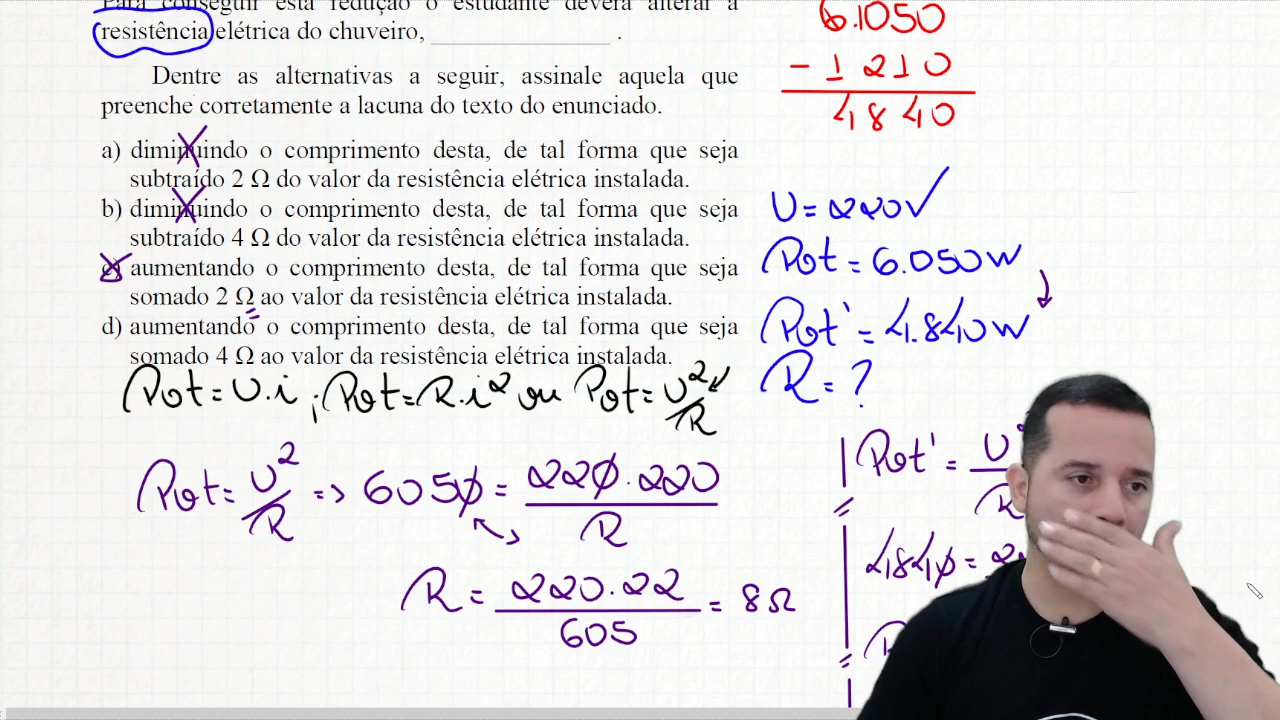 Para conseguir esta redução o estudante deverá alterar a
resistência elétrica do chuveiro, ____________________ .
Dentre as alternativas a seguir, assinale aquela que
preenche corretamente a lacuna do texto do enunciado.
a) diminuindo o comprimento desta, de tal forma que seja
subtraído 2 Ω do valor da resistência elétrica instalada.
b) diminuindo o comprimento desta, de tal forma que seja
subtraído 4 Ω do valor da resistência elétrica instalada.
c) aumentando o comprimento desta, de tal forma que seja
somado 2 Ω ao valor da resistência elétrica instalada.
d) aumentando o comprimento desta, de tal forma que seja
somado 4 Ω ao valor da resistência elétrica instalada.
Pot = U.i ; Pot = R.i² ou Pot = U²/R
Pot = U²/R => 6050 = 220.220/R
R = 220.22/605 = 8Ω
6.050
- 1210
4840
U = 220V
Pot = 6.050W
Pot' = 4.840W
R = ?
Pot' = U
R
4840 =